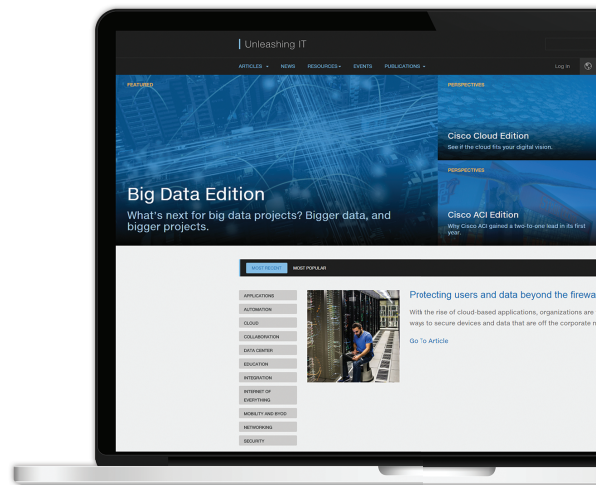 Unleashing IT
ARTICLES NEWS RESOURCES EVENTS PUBLICATIONS Log In
FEATURED
Big Data Edition
What's next for big data projects? Bigger data, and
bigger projects.
PERSPECTIVES
Cisco Cloud Edition
See if the cloud fits your digital vision.
PERSPECTIVES
Cisco ACI Edition
Why Cisco ACI gained a two-to-one lead in its first
year.
MOST RECENT MOST POPULAR
APPLICATIONS
AUTOMATION
CLOUD
COLLABORATION
DATA CENTER
EDUCATION
INTEGRATION
INTERNET OF
EVERYTHING
MOBILITY AND BYOD
NETWORKING
SECURITY
Protecting users and data beyond the firewa
With the rise of cloud-based applications, organizations are
ways to secure devices and data that are off the corporate n
Go To Article